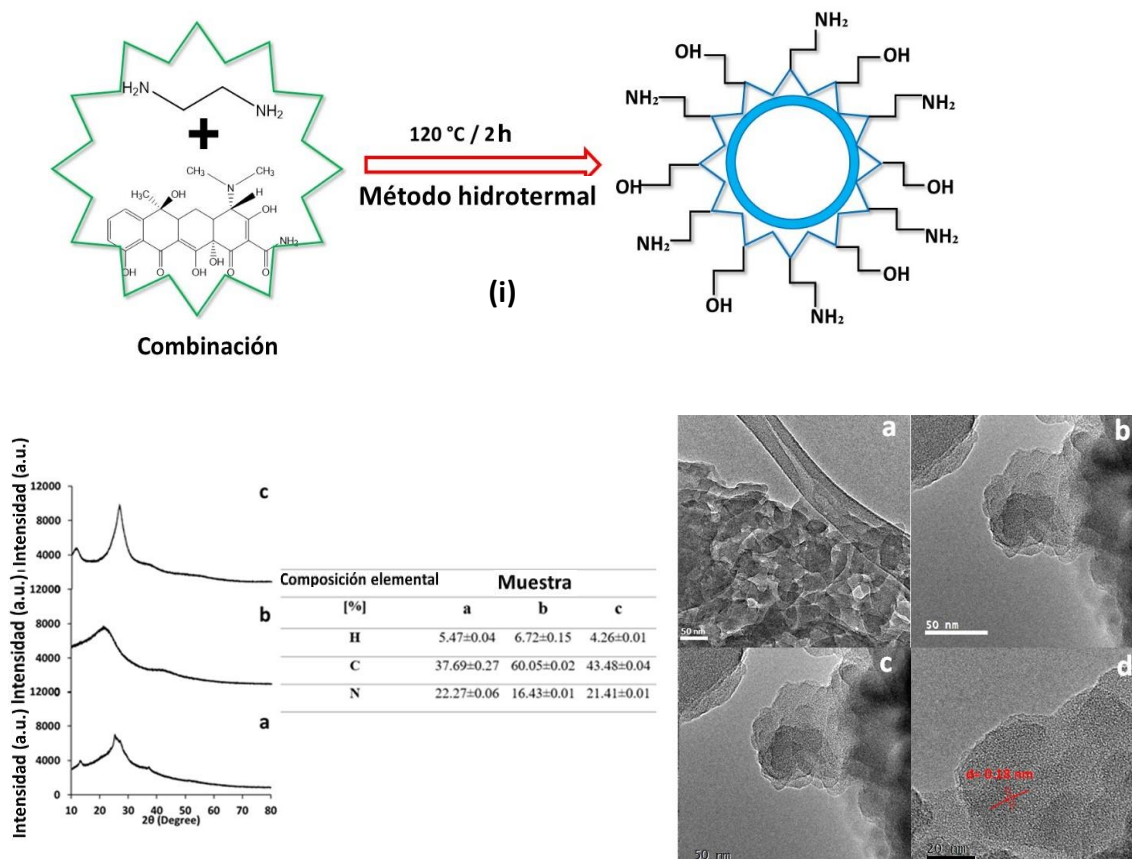 H₂N
NH₂
+
CH₃ CH₃
N
H₃C OH H OH
NH₂
OH O OH OH O O
Combinación
120 °C / 2 h
Método hidrotermal
(i)
NH₂
OH OH
NH₂ NH₂
OH OH
NH₂ NH₂
OH OH
NH₂ NH₂
Intensidad (a.u.) Intensidad (a.u.) Intensidad (a.u.)
12000
8000
4000
c
12000
8000
4000
b
12000
8000
4000
0
a
10 20 30 40 50 60 70 80
2θ (Degree)
Composición elemental Muestra
[%] a b c
H 5.47±0.04 6.72±0.15 4.26±0.01
C 37.69±0.27 60.05±0.02 43.48±0.04
N 22.27±0.06 16.43±0.01 21.41±0.01
a
50 nm
b
50 nm
c
50 nm
d
d= 0.18 nm
20 nm